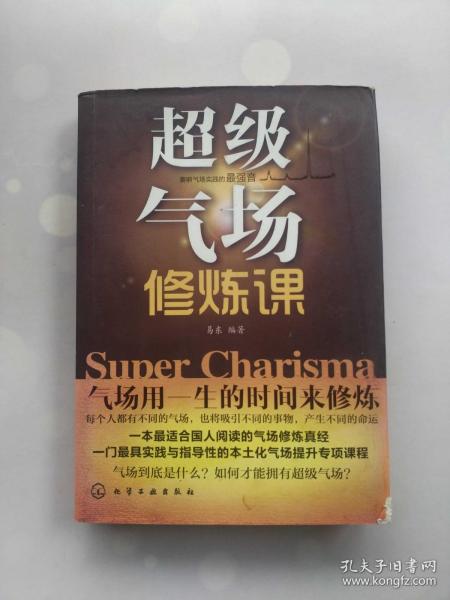 超级
奏响气场实践的最强音
气场
修炼课
易东 编著
Super Charisma
气场用一生的时间来修炼
每个人都有不同的气场，也将吸引不同的事物，产生不同的命运
一本最适合国人阅读的气场修炼真经
一门最具实践与指导性的本土化气场提升专项课程
气场到底是什么？如何才能拥有超级气场？
化学工业出版社
孔夫子旧书网
www.kongfz.com